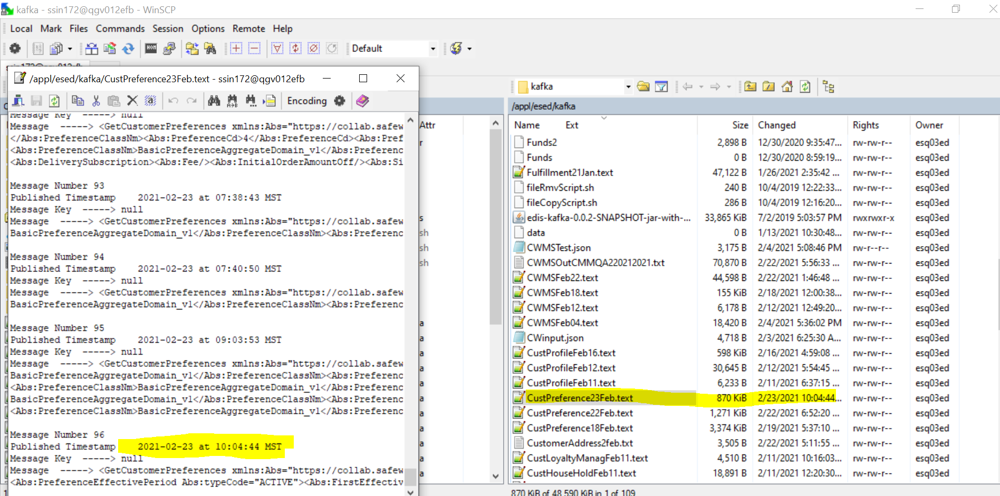 kafka - ssin172@qgv012efb - WinSCP
Local Mark Files Commands Session Options Remote Help
Default
/appl/esed/kafka/CustPreference23Feb.text - ssin172@qgv012efb
Encoding
Message Key -----> null
Message -----> <GetCustomerPreferences xmlns:Abs="https://collab.safew
</Abs:PreferenceClassNm><Abs:PreferenceCd>4</Abs:PreferenceCd><Abs:Pref
<Abs:PreferenceClassNm>BasicPreferenceAggregateDomain_v1</Abs:Preferenc
<Abs:DeliverySubscription><Abs:Fee/><Abs:InitialOrderAmountOff/><Abs:Si
Message Number 93
Published Timestamp 2021-02-23 at 07:38:43 MST
Message Key -----> null
Message -----> <GetCustomerPreferences xmlns:Abs="https://collab.safew
BasicPreferenceAggregateDomain_v1</Abs:PreferenceClassNm><Abs:Preferenc
Message Number 94
Published Timestamp 2021-02-23 at 07:40:50 MST
Message Key -----> null
Message -----> <GetCustomerPreferences xmlns:Abs="https://collab.safew
BasicPreferenceAggregateDomain_v1</Abs:PreferenceClassNm><Abs:Preferenc
Message Number 95
Published Timestamp 2021-02-23 at 09:03:53 MST
Message Key -----> null
Message -----> <GetCustomerPreferences xmlns:Abs="https://collab.safew
BasicPreferenceAggregateDomain_v1</Abs:PreferenceClassNm><Abs:Preferenc
<Abs:PreferenceClassNm>BasicPreferenceAggregateDomain_v1</Abs:Preferenc
BasicPreferenceAggregateDomain_v1</Abs:PreferenceClassNm><Abs:Preferenc
<Abs:PreferenceClassNm>BasicPreferenceAggregateDomain_v1</Abs:Preferenc
Message Number 96
Published Timestamp 2021-02-23 at 10:04:44 MST
Message Key -----> null
Message -----> <GetCustomerPreferences xmlns:Abs="https://collab.safew
<Abs:PreferenceEffectivePeriod Abs:typeCode="ACTIVE"><Abs:FirstEffectiv
Attr
r
s
sh
sh
sh
a
a
a
a
a
a
a
a
a
a
a
kafka
/appl/esed/kafka
Name Ext Size Changed Rights Owner
Funds2 2,898 B 12/30/2020 9:35:47... rw-rw-r-- esq03ed
Funds 0 B 12/30/2020 8:59:19... rw-rw-r-- esq03ed
Fulfillment21Jan.text 47,122 B 1/26/2021 2:35:42 ... rw-rw-r-- esq03ed
fileRmvScript.sh 240 B 10/4/2019 12:22:33... rw-rw-r-- esq03ed
fileCopyScript.sh 286 B 10/4/2019 12:16:20... rw-rw-r-- esq03ed
edis-kafka-0.0.2-SNAPSHOT-jar-with-... 33,865 KiB 7/2/2019 5:03:57 PM rwxrwxr-x esq03ed
data 0 B 1/13/2021 10:30:48... rw-rw-r-- esq03ed
CWMSTest.json 3,175 B 2/4/2021 5:08:46 PM rw-r--r-- esq03ed
CWMSOutCMMQA220212021.txt 70,870 B 2/22/2021 5:56:33 ... rw-rw-r-- esq03ed
CWMSFeb22.text 44,598 B 2/22/2021 1:46:48 ... rw-rw-r-- esq03ed
CWMSFeb18.text 155 KiB 2/18/2021 12:00:38... rw-rw-r-- esq03ed
CWMSFeb12.text 6,178 B 2/12/2021 12:49:20... rw-rw-r-- esq03ed
CWMSFeb04.text 18,420 B 2/4/2021 5:36:02 PM rw-rw-r-- esq03ed
CWinput.json 4,718 B 2/3/2021 6:25:30 A... rw-rw-r-- esq03ed
CustProfileFeb16.text 598 KiB 2/16/2021 4:59:08 ... rw-rw-r-- esq03ed
CustProfileFeb12.text 30,645 B 2/12/2021 5:54:45 ... rw-rw-r-- esq03ed
CustProfileFeb11.text 6,233 B 2/11/2021 6:37:15 ... rw-rw-r-- esq03ed
CustPreference23Feb.text 870 KiB 2/23/2021 10:04:44... rw-rw-r-- esq03ed
CustPreference22Feb.text 1,271 KiB 2/22/2021 6:52:20 ... rw-rw-r-- esq03ed
CustPreference18Feb.text 3,374 KiB 2/19/2021 5:37:10 ... rw-rw-r-- esq03ed
CustomerAddress2feb.txt 3,505 B 2/22/2021 5:11:55 ... rw-rw-r-- esq03ed
CustLoyaltyManagFeb11.text 4,510 B 2/11/2021 10:16:03... rw-rw-r-- esq03ed
CustHouseHoldFeb11.text 18,891 B 2/11/2021 12:20:30... rw-rw-r-- esq03ed
870 KiB of 48,590 KiB in 1 of 109